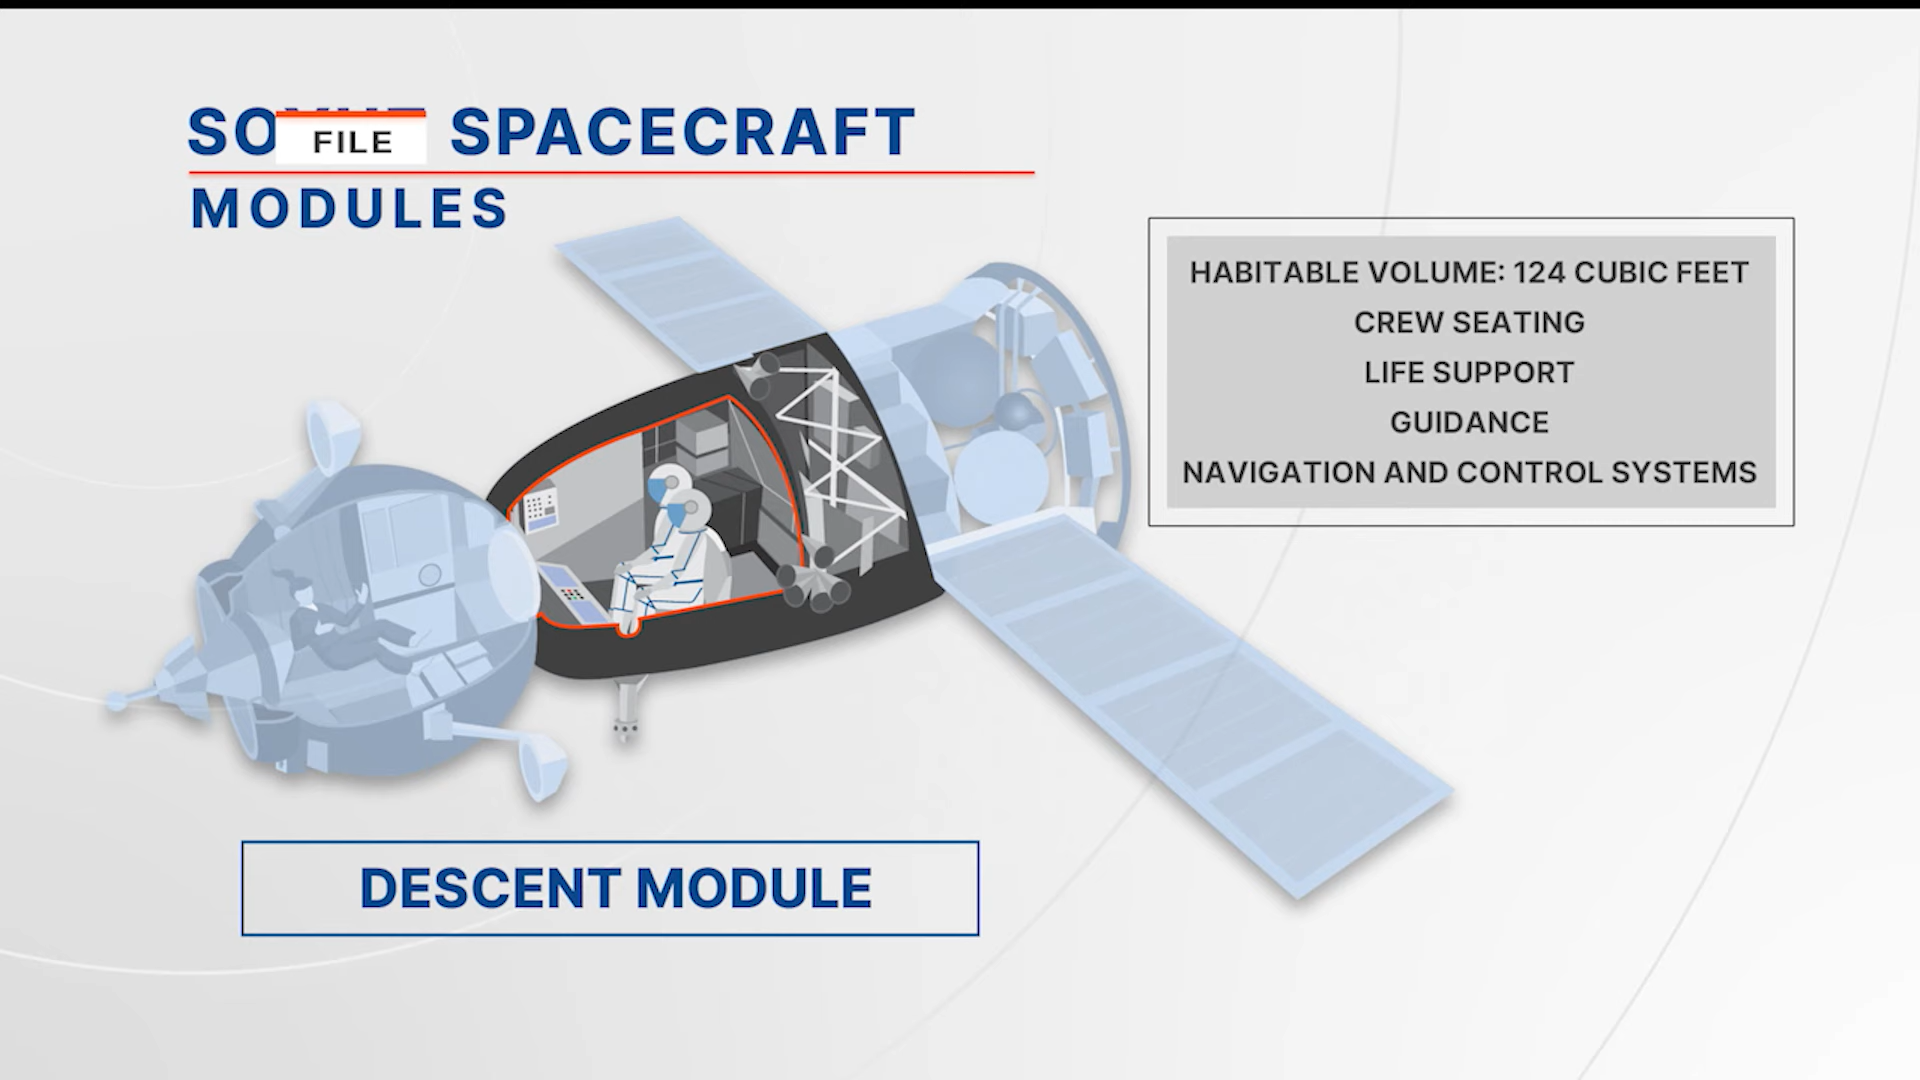 SPACECRAFT
FILE
MODULES
HABITABLE VOLUME: 124 CUBIC FEET
CREW SEATING
LIFE SUPPORT
GUIDANCE
NAVIGATION AND CONTROL SYSTEMS
DESCENT MODULE